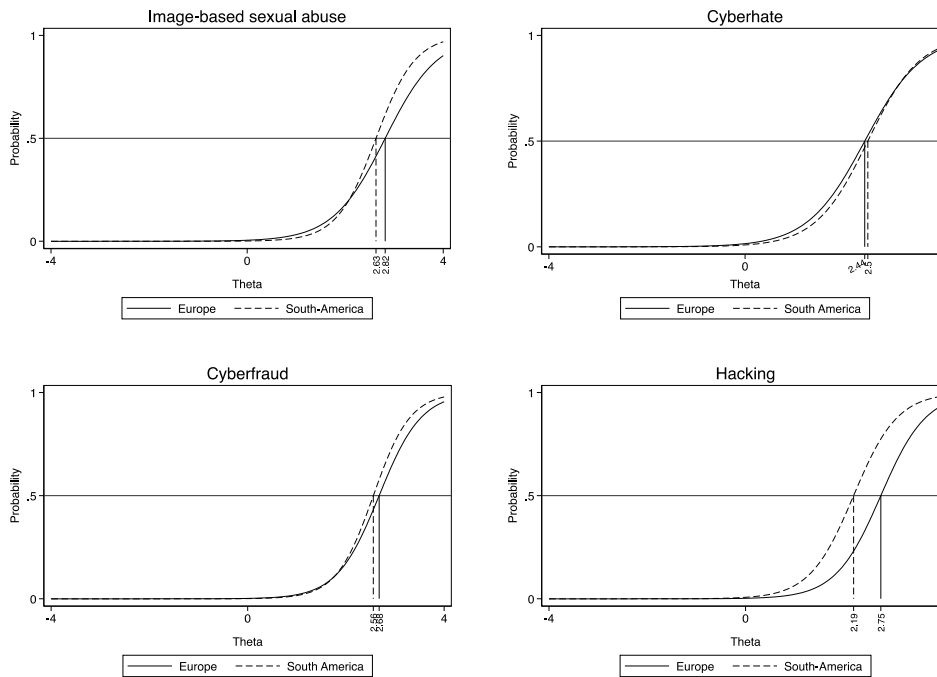 Image-based sexual abuse
Probability
1
.5
0
-4
0
2.63
2.82
4
Theta
Europe
South-America
Cyberhate
Probability
1
.5
0
-4
0
2.44
2.5
Theta
Europe
South America
Cyberfraud
Probability
1
.5
0
-4
0
2.68
4
Theta
Europe
South America
Hacking
Probability
1
.5
0
-4
0
2.19
2.75
Theta
Europe
South-America